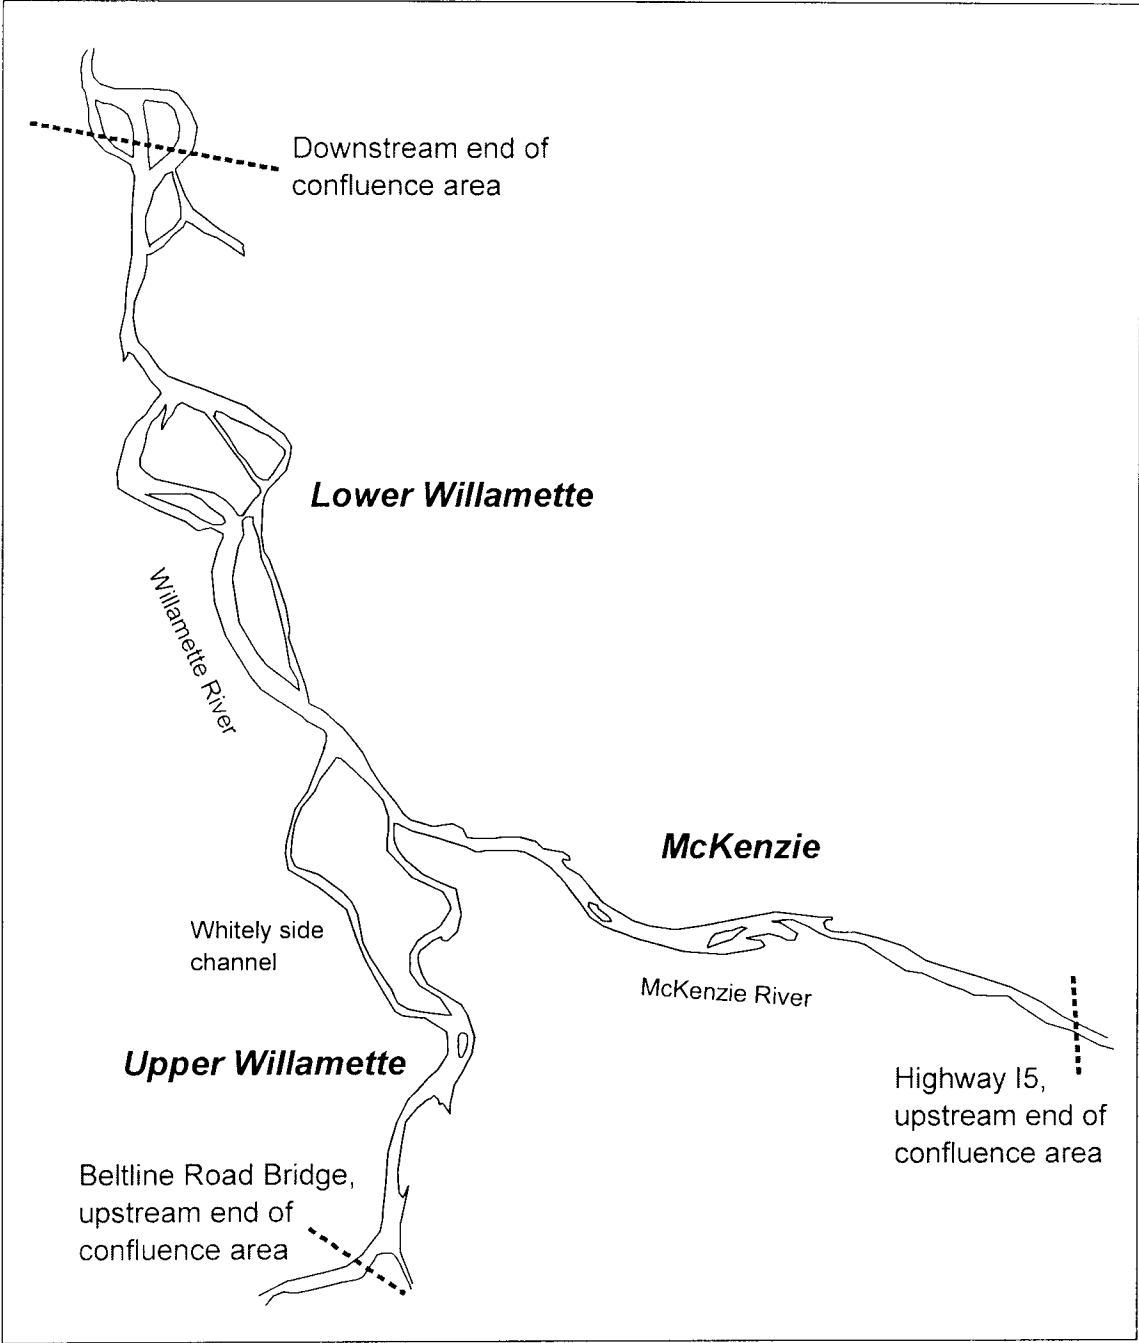 Downstream end of
confluence area
Lower Willamette
Willamette River
McKenzie
Whitely side
channel
McKenzie River
Upper Willamette
Highway I5,
upstream end of
confluence area
Beltline Road Bridge,
upstream end of
confluence area